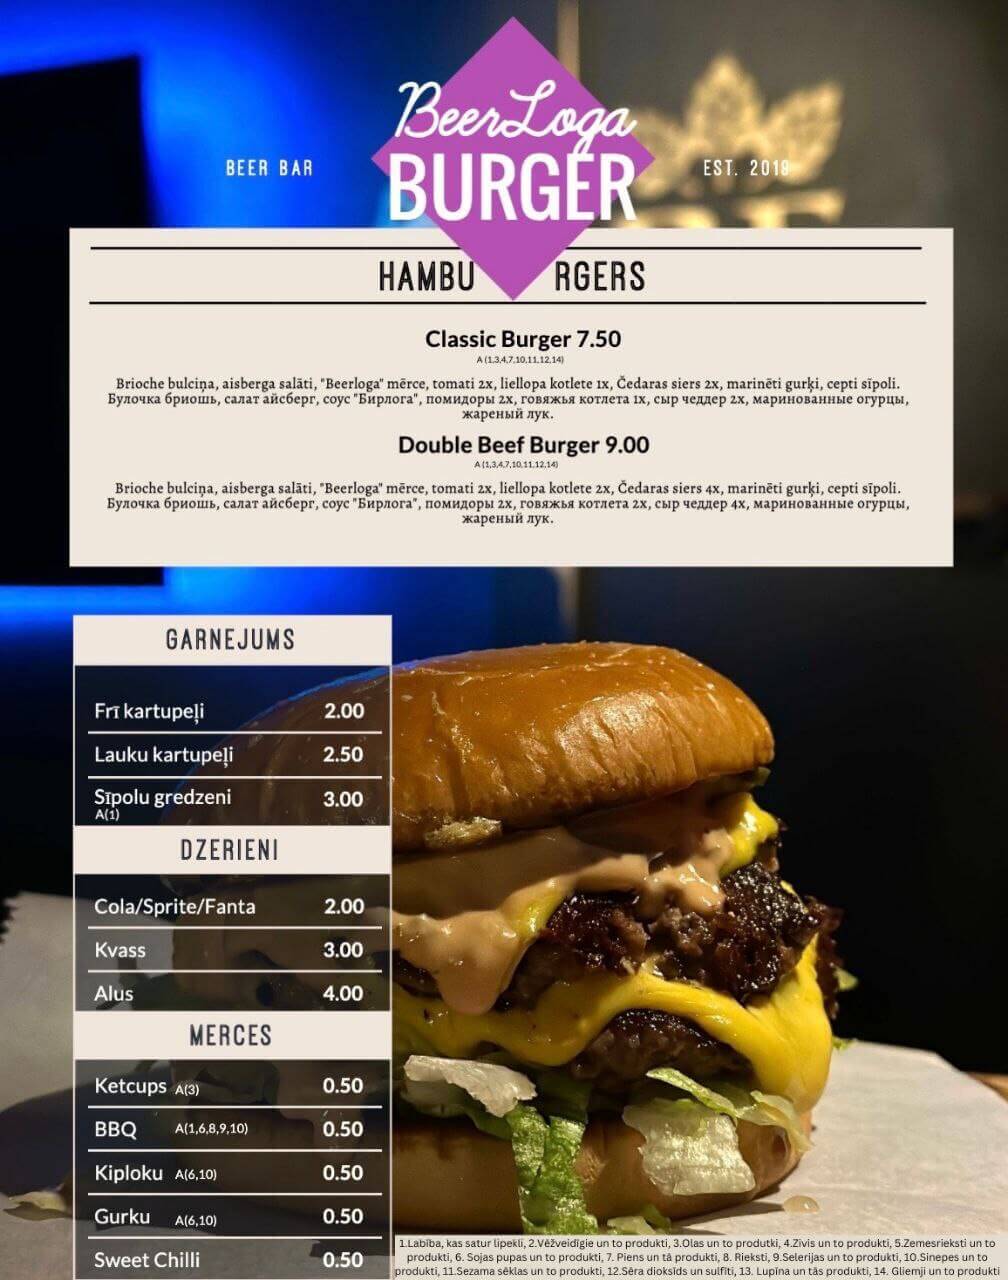 BeerLoga
BEER BAR
EST. 2018
BURGER
HAMBURGERS
Classic Burger 7.50
A (1,3,4,7,10,11,12,14)
Brioche bulciņa, aisberga salāti, "Beerloga" mērce, tomati 2x, liellopa kotlete 1x, Čedaras siers 2x, marinēti gurķi, cepti sīpoli.
Булочка бриошь, салат айсберг, соус "Бирлога", помидоры 2x, говяжья котлета 1x, сыр чеддер 2x, маринованные огурцы,
жареный лук.
Double Beef Burger 9.00
A (1,3,4,7,10,11,12,14)
Brioche bulciņa, aisberga salāti, "Beerloga" mērce, tomati 2x, liellopa kotlete 2x, Čedaras siers 4x, marinēti gurķi, cepti sīpoli.
Булочка бриошь, салат айсберг, соус "Бирлога", помидоры 2x, говяжья котлета 2x, сыр чеддер 4x, маринованные огурцы,
жареный лук.
GARNEJUMS
Frī kartupeļi 2.00
Lauku kartupeļi 2.50
Sīpolu gredzeni 3.00
A(1)
DZERIENI
Cola/Sprite/Fanta 2.00
Kvass 3.00
Alus 4.00
MERCES
Ketcups A(3) 0.50
BBQ A(1,6,8,9,10) 0.50
Kiploku A(6,10) 0.50
Gurku A(6,10) 0.50
Sweet Chilli 0.50
1.Labība, kas satur lipekli, 2.Vēžveidīgie un to produkti, 3.Olas un to produtki, 4.Zivis un to produkti, 5.Zemesrieksti un to
produkti, 6. Sojas pupas un to produkti, 7. Piens un tā produkti, 8. Rieksti, 9.Selerijas un to produkti, 10.Sinepes un to
produkti, 11.Sezama sēklas un to produkti, 12.Sēra dioksīds un sulfīti, 13. Lupīna un tās produkti, 14. Gliemji un to produkti